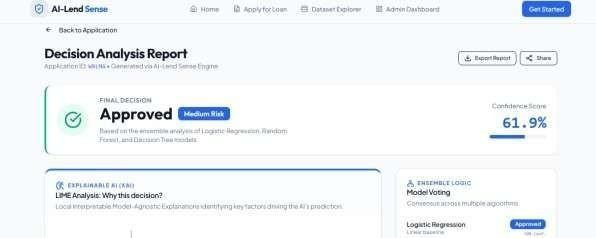 AI-Lend Sense
Home
Apply for Loan
Dataset Explorer
Admin Dashboard
Get Started
Back to Application
Decision Analysis Report
Application ID: • Generated via AI-Lend Sense Engine
Export Report
Share
FINAL DECISION
Approved Medium Risk
Based on the ensemble analysis of Logistic Regression, Random
Forest, and Decision Tree models.
Confidence Score
61.9%
EXPLAINABLE AI (XAI)
LIME Analysis: Why this decision?
Local Interpretable Model-Agnostic Explanations identifying key factors driving the AI's prediction.
ENSEMBLE LOGIC
Model Voting
Consensus across multiple algorithms.
Logistic Regression
Approved
Linear baseline